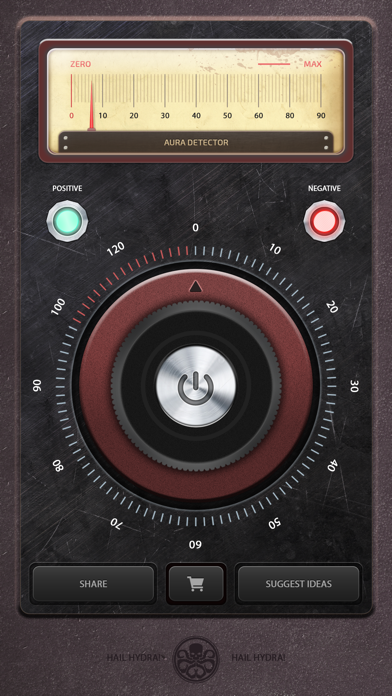 ZERO MAX
0 10 20 30 40 50 60 70 80 90
AURA DETECTOR
POSITIVE NEGATIVE
0
10
20
30
40
50
60
70
80
90
100
120
SHARE SUGGEST IDEAS
HAIL HYDRA! HAIL HYDRA!